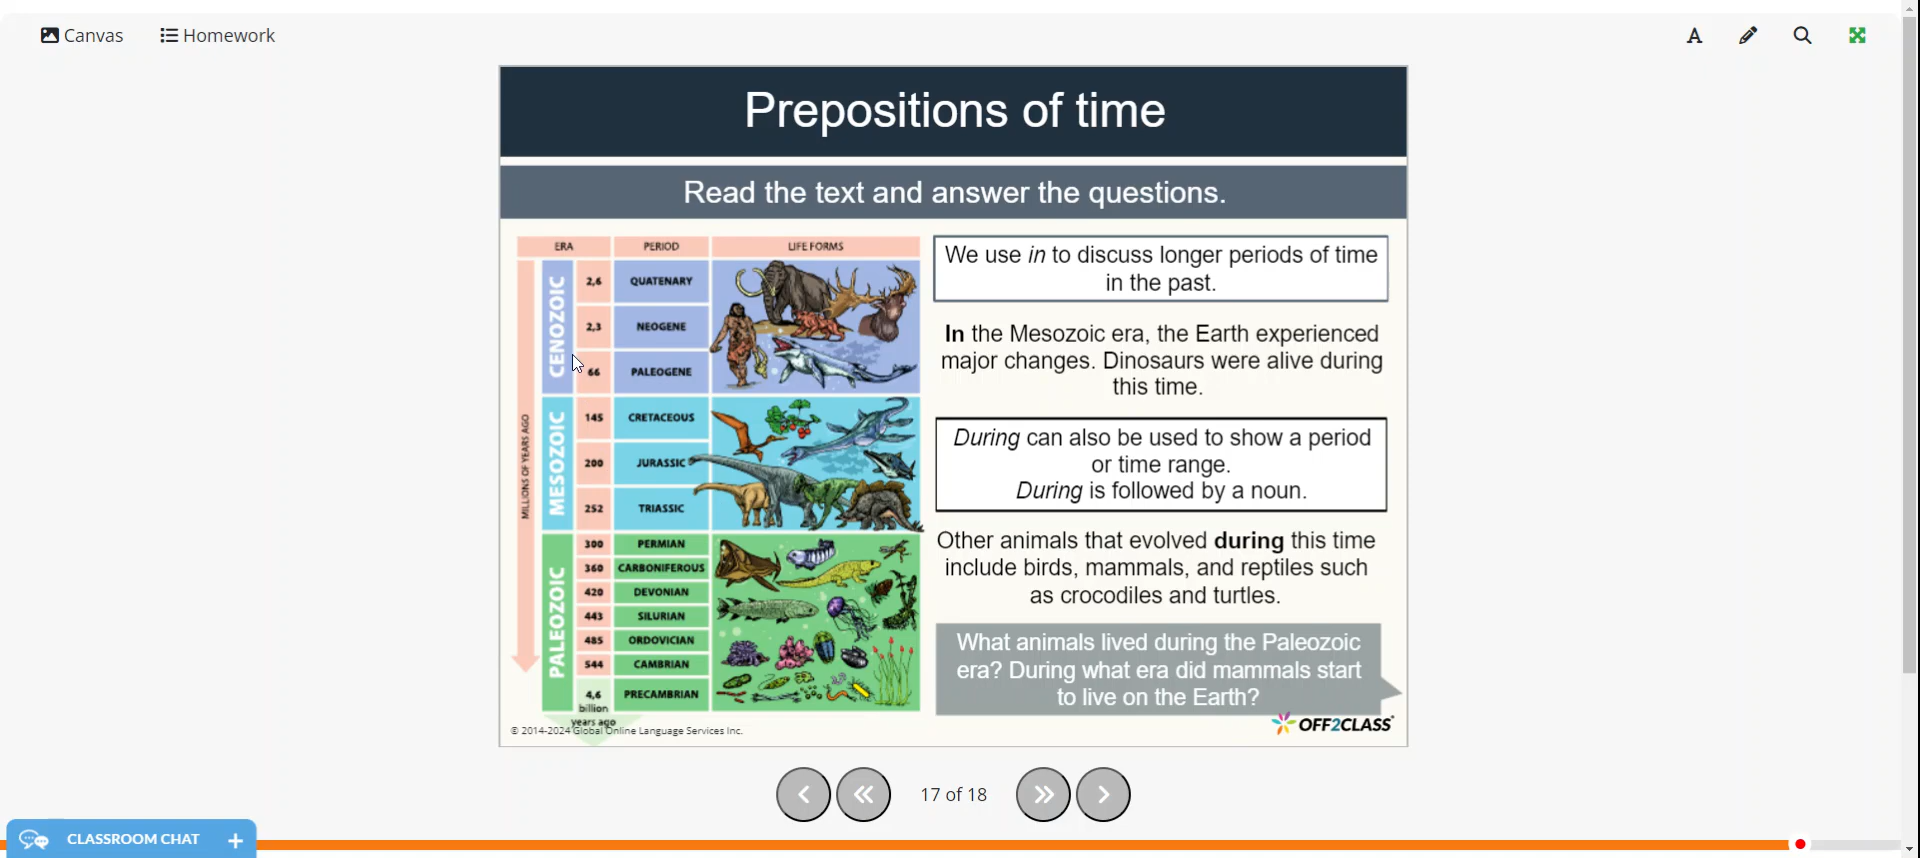 Canvas
Homework
Prepositions of time
Read the text and answer the questions.
ERA PERIOD LIFE FORMS
MILLIONS OF YEARS AGO
CENOZOIC
2,6 QUATENARY
2,3 NEOGENE
66 PALEOGENE
MESOZOIC
145 CRETACEOUS
200 JURASSIC
252 TRIASSIC
PALEOZOIC
300 PERMIAN
360 CARBONIFEROUS
420 DEVONIAN
443 SILURIAN
485 ORDOVICIAN
544 CAMBRIAN
4,6 PRECAMBRIAN
billion
years ago
We use in to discuss longer periods of time
in the past.
In the Mesozoic era, the Earth experienced
major changes. Dinosaurs were alive during
this time.
During can also be used to show a period
or time range.
During is followed by a noun.
Other animals that evolved during this time
include birds, mammals, and reptiles such
as crocodiles and turtles.
What animals lived during the Paleozoic
era? During what era did mammals start
to live on the Earth?
© 2014-2024 Global Online Language Services Inc.
OFF2CLASS
17 of 18
CLASSROOM CHAT +